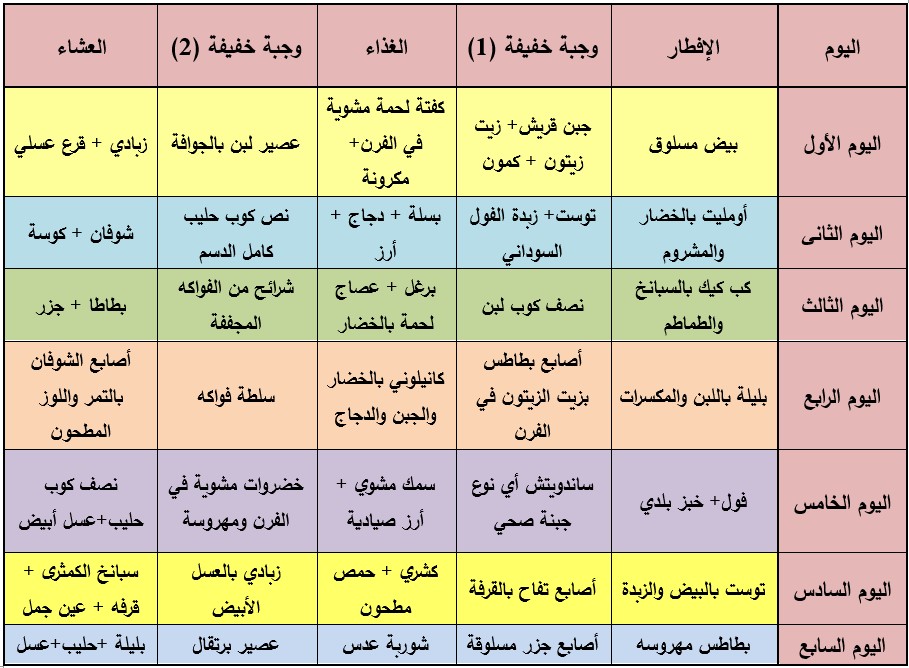 اليوم
الإفطار
وجبة خفيفة (1)
الغذاء
وجبة خفيفة (2)
العشاء
اليوم الأول
بيض مسلوق
جبن قريش+ زيت
زيتون + كمون
كفتة لحمة مشوية
في الفرن+
مكرونة
عصير لبن بالجوافة
زبادي + قرع عسلي
اليوم الثانى
أومليت بالخضار
والمشروم
توست+ زبدة الفول
السوداني
بسلة + دجاج +
أرز
نص كوب حليب
كامل الدسم
شوفان + كوسة
اليوم الثالث
كب كيك بالسبانخ
والطماطم
نصف كوب لبن
برغل + عصاج
لحمة بالخضار
شرائح من الفواكه
المجففة
بطاطا + جزر
اليوم الرابع
بليلة باللبن والمكسرات
أصابع بطاطس
بزيت الزيتون في
الفرن
كانيلوني بالخضار
والجبن والدجاج
سلطة فواكه
أصابع الشوفان
بالتمر واللوز
المطحون
اليوم الخامس
فول+ خبز بلدي
ساندويتش أي نوع
جبنة صحي
سمك مشوي +
أرز صيادية
خضروات مشوية في
الفرن ومهروسة
نصف كوب
حليب+عسل أبيض
اليوم السادس
توست بالبيض والزبدة
أصابع تفاح بالقرفة
كشري + حمص
مطحون
زبادي بالعسل
الأبيض
سبانخ الكمثرى +
قرفه + عين جمل
اليوم السابع
بطاطس مهروسه
أصابع جزر مسلوقة
شوربة عدس
عصير برتقال
بليلة +حليب+عسل